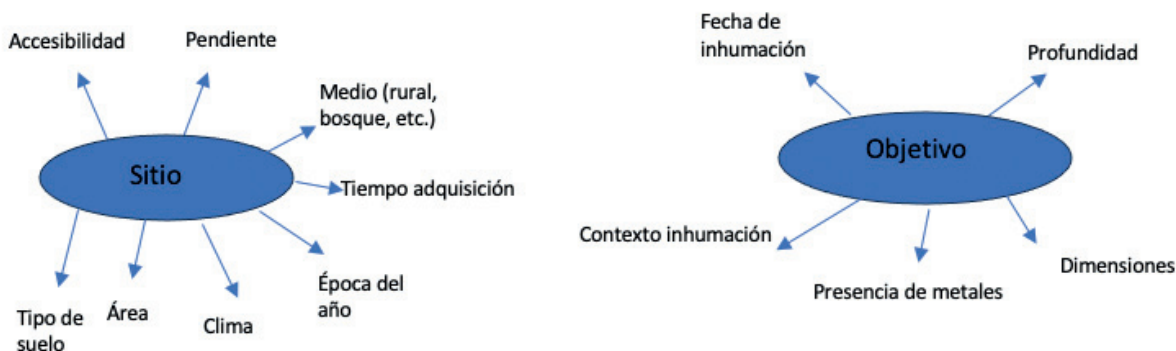 Accesibilidad
Pendiente
Medio (rural,
bosque, etc.)
Sitio
Tiempo adquisición
Época del
año
Clima
Área
Tipo de
suelo
Fecha de
inhumación
Profundidad
Objetivo
Contexto inhumación
Presencia de metales
Dimensiones